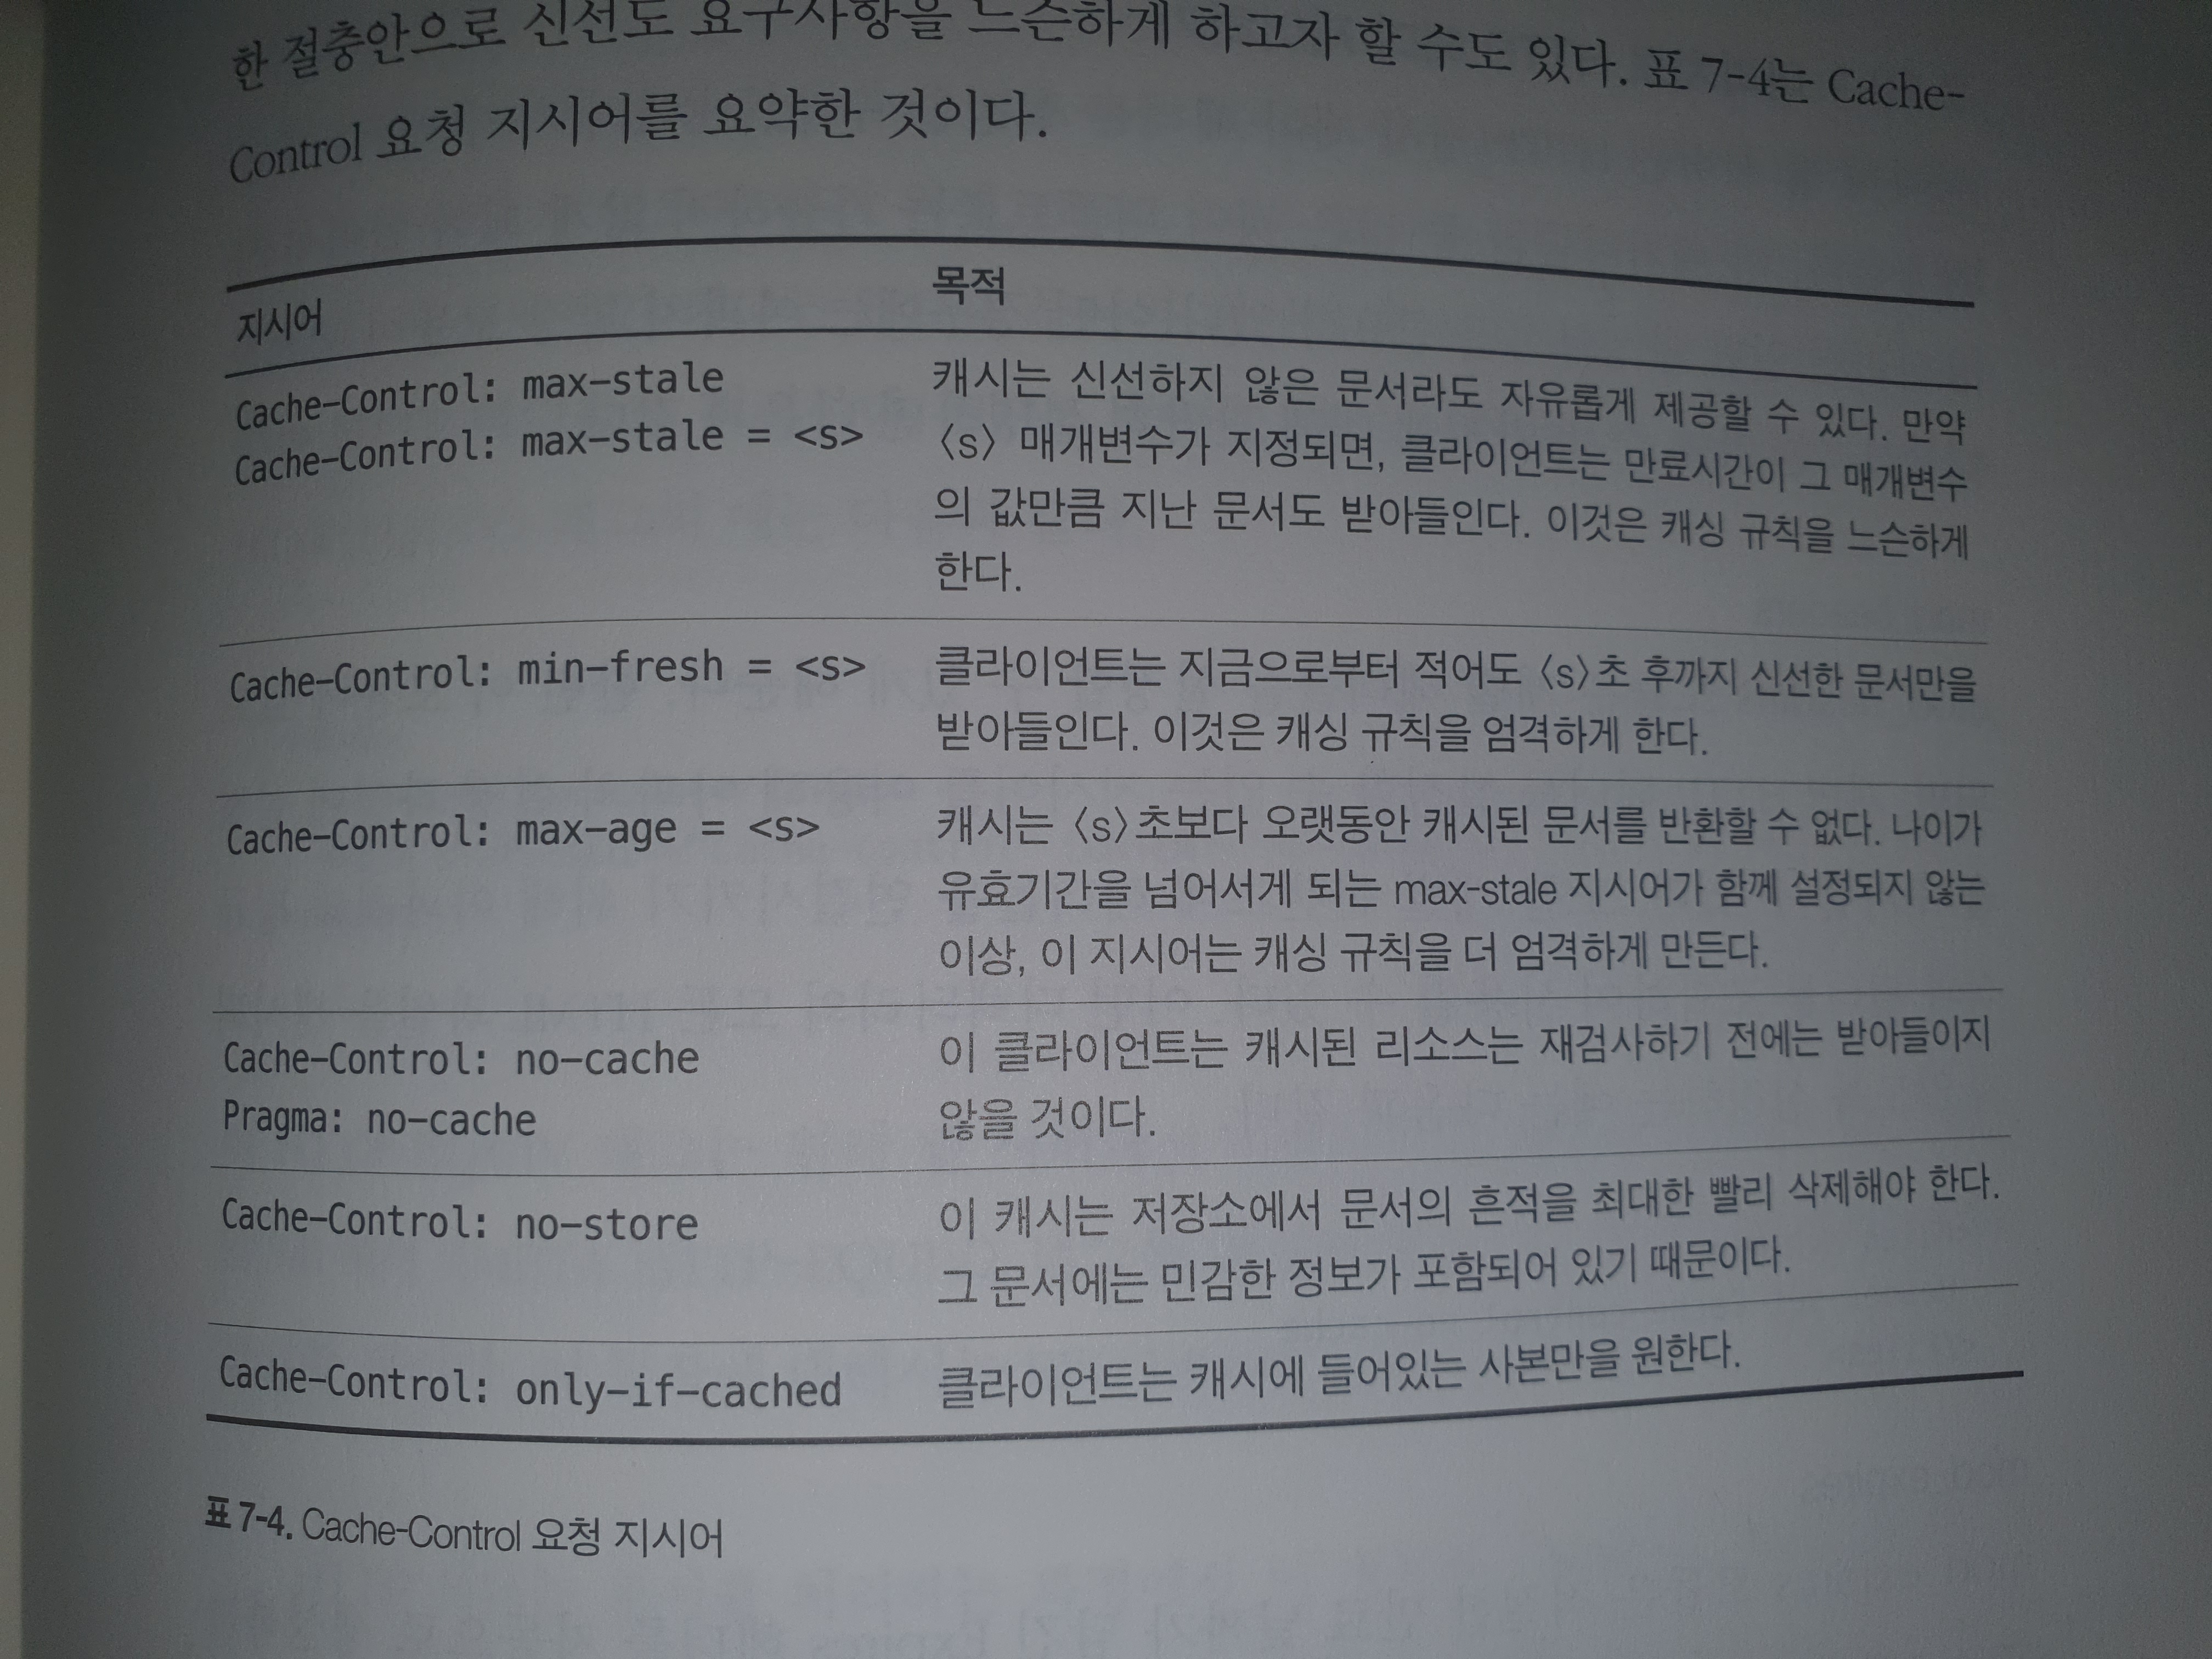 한 절충안으로 신선도 요구사항을 느슨하게 하고자 할 수도 있다. 표 7-4는 Cache-
Control 요청 지시어를 요약한 것이다.
지시어 목적
Cache-Control: max-stale
Cache-Control: max-stale = <s>
캐시는 신선하지 않은 문서라도 자유롭게 제공할 수 있다. 만약
〈s〉 매개변수가 지정되면, 클라이언트는 만료시간이 그 매개변수
의 값만큼 지난 문서도 받아들인다. 이것은 캐싱 규칙을 느슨하게
한다.
Cache-Control: min-fresh = <s>
클라이언트는 지금으로부터 적어도 〈s〉초 후까지 신선한 문서만을
받아들인다. 이것은 캐싱 규칙을 엄격하게 한다.
Cache-Control: max-age = <s>
캐시는 〈s〉초보다 오랫동안 캐시된 문서를 반환할 수 없다. 나이가
유효기간을 넘어서게 되는 max-stale 지시어가 함께 설정되지 않는
이상, 이 지시어는 캐싱 규칙을 더 엄격하게 만든다.
Cache-Control: no-cache
Pragma: no-cache
이 클라이언트는 캐시된 리소스는 재검사하기 전에는 받아들이지
않을 것이다.
Cache-Control: no-store
이 캐시는 저장소에서 문서의 흔적을 최대한 빨리 삭제해야 한다.
그 문서에는 민감한 정보가 포함되어 있기 때문이다.
Cache-Control: only-if-cached
클라이언트는 캐시에 들어있는 사본만을 원한다.
표 7-4. Cache-Control 요청 지시어